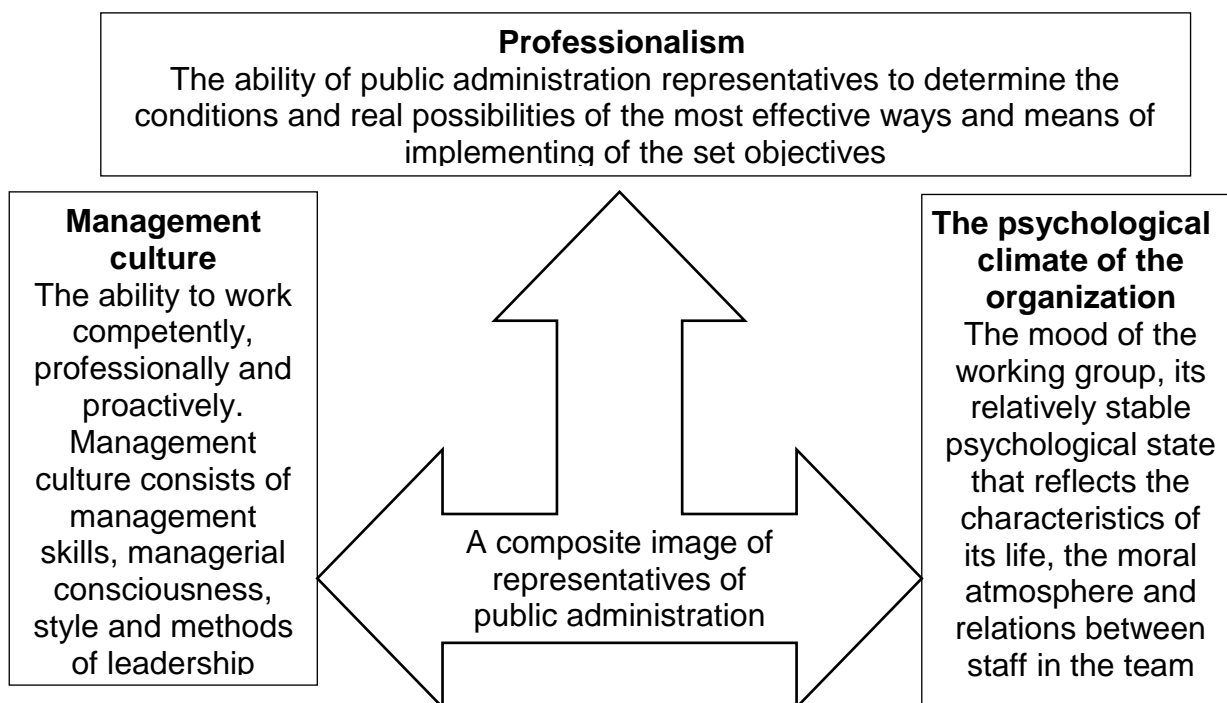 Professionalism
The ability of public administration representatives to determine the
conditions and real possibilities of the most effective ways and means of
implementing of the set objectives
Management
culture
The ability to work
competently,
professionally and
proactively.
Management
culture consists of
management
skills, managerial
consciousness,
style and methods
of leadership
A composite image of
representatives of
public administration
The psychological
climate of the
organization
The mood of the
working group, its
relatively stable
psychological state
that reflects the
characteristics of
its life, the moral
atmosphere and
relations between
staff in the team